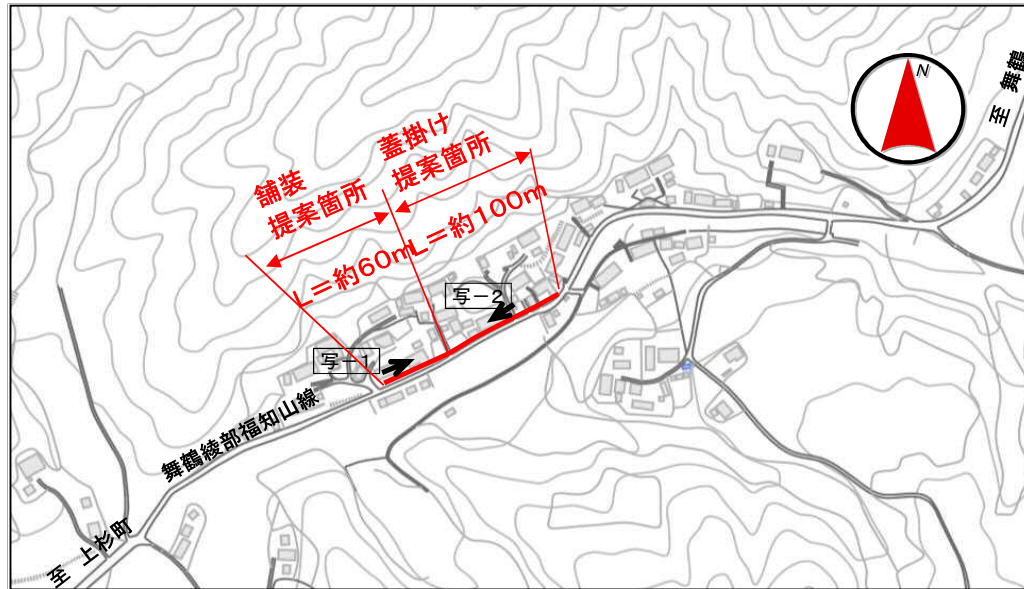 N
至 舞鶴
蓋掛け
提案箇所
舗装
提案箇所
L=約100m
L=約60m
写-2
写-1
舞鶴綾部福知山線
至 上杉町